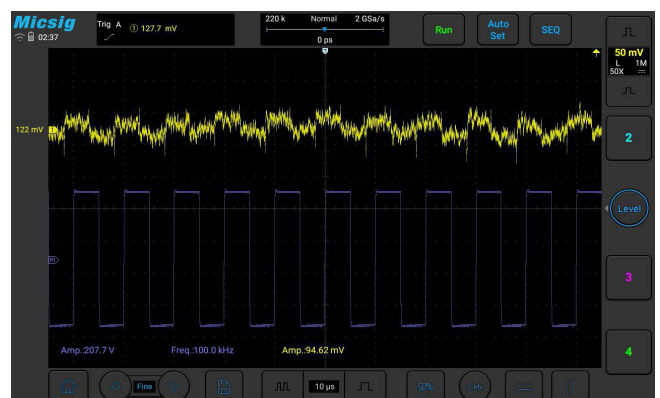 Micsig
02:37
Trig A ① 127.7 mV
220 k Normal 2 GSa/s
0 ps
Run
Auto
Set
SEQ
50 mV
L 1M
50X
122 mV
2
Level
3
4
Amp.:207.7 V Freq.:100.0 kHz Amp.:94.62 mV
Fine
10 µs
50%
CH1